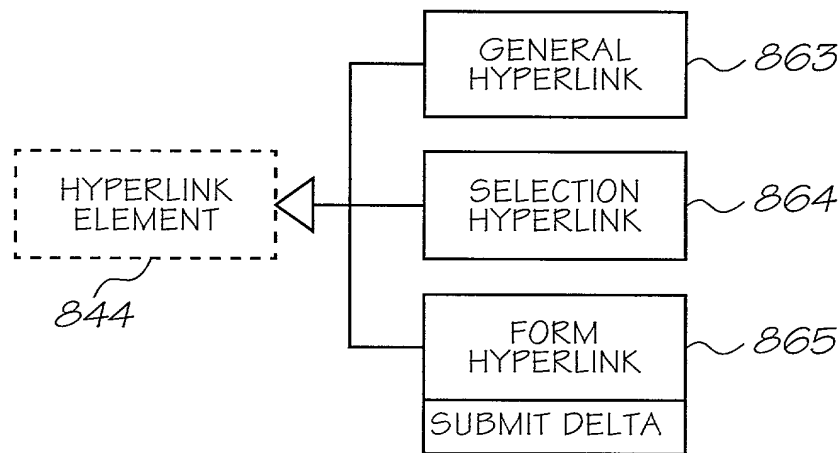 GENERAL
HYPERLINK
863
HYPERLINK
ELEMENT
844
SELECTION
HYPERLINK
864
FORM
HYPERLINK
865
SUBMIT DELTA